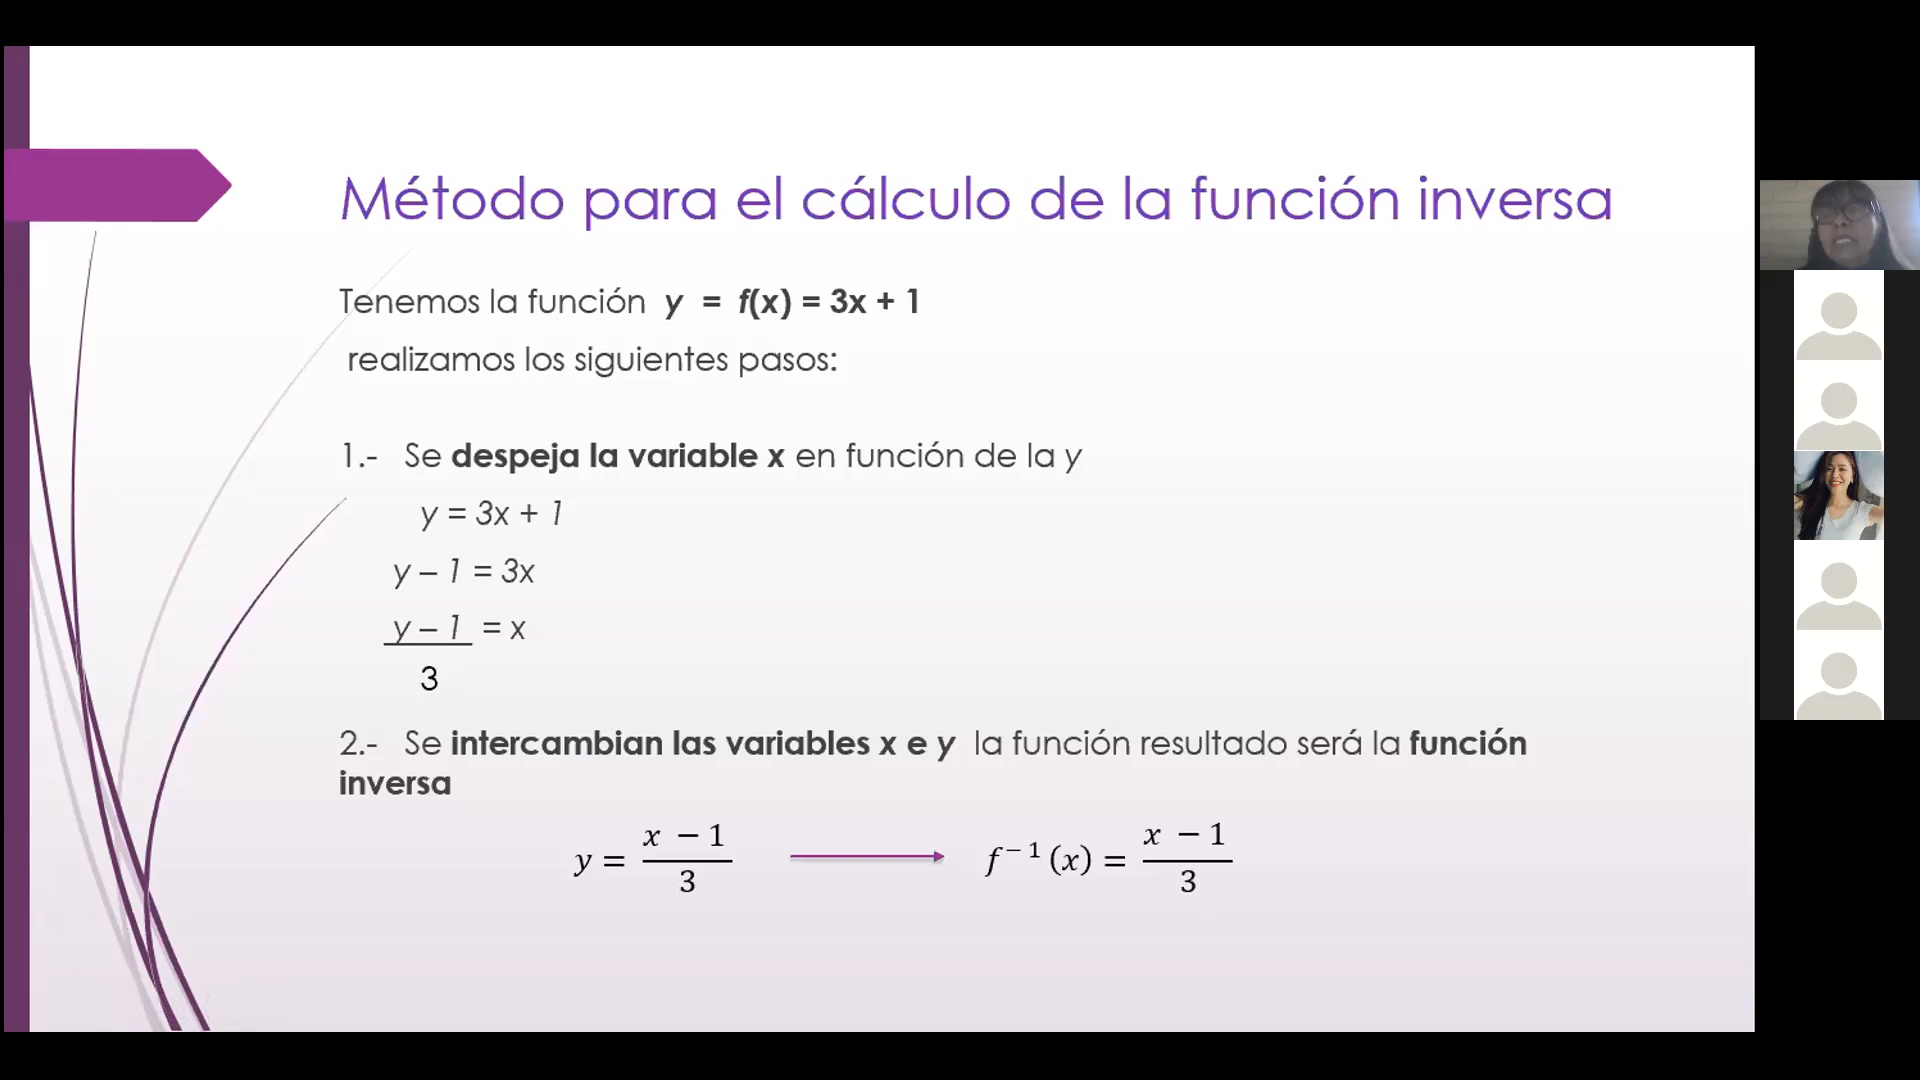 Método para el cálculo de la función inversa
Tenemos la función y = f(x) = 3x + 1
realizamos los siguientes pasos:
1.- Se despeja la variable x en función de la y
y = 3x + 1
y – 1 = 3x
y – 1 = x
3
2.- Se intercambian las variables x e y la función resultado será la función
inversa
y = \frac{x - 1}{3} f^{-1}(x) = \frac{x - 1}{3}